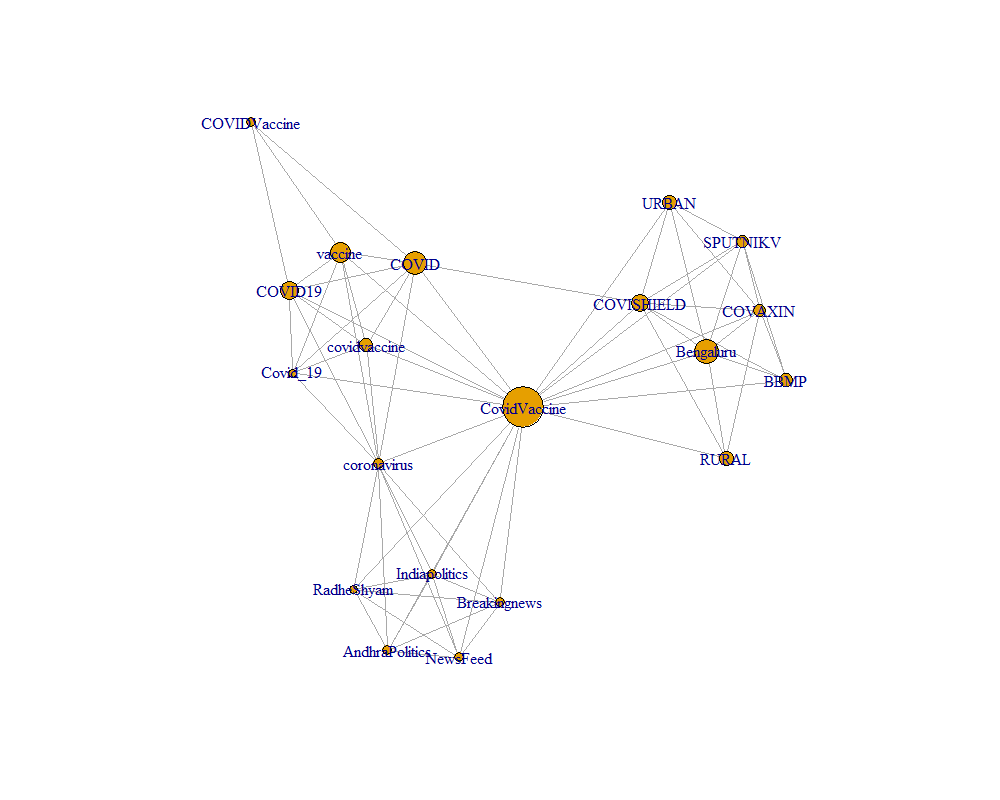 COVIDVaccine
URBAN
SPUTNIKV
vaccine
COVID
COVID19
COVISHIELD
COVAXIN
covidvaccine
Bengaluru
Covid_19
BBMP
CovidVaccine
RURAL
coronavirus
Indiapolitics
RadheShyam
Breakingnews
AndhraPolitics
NewsFeed